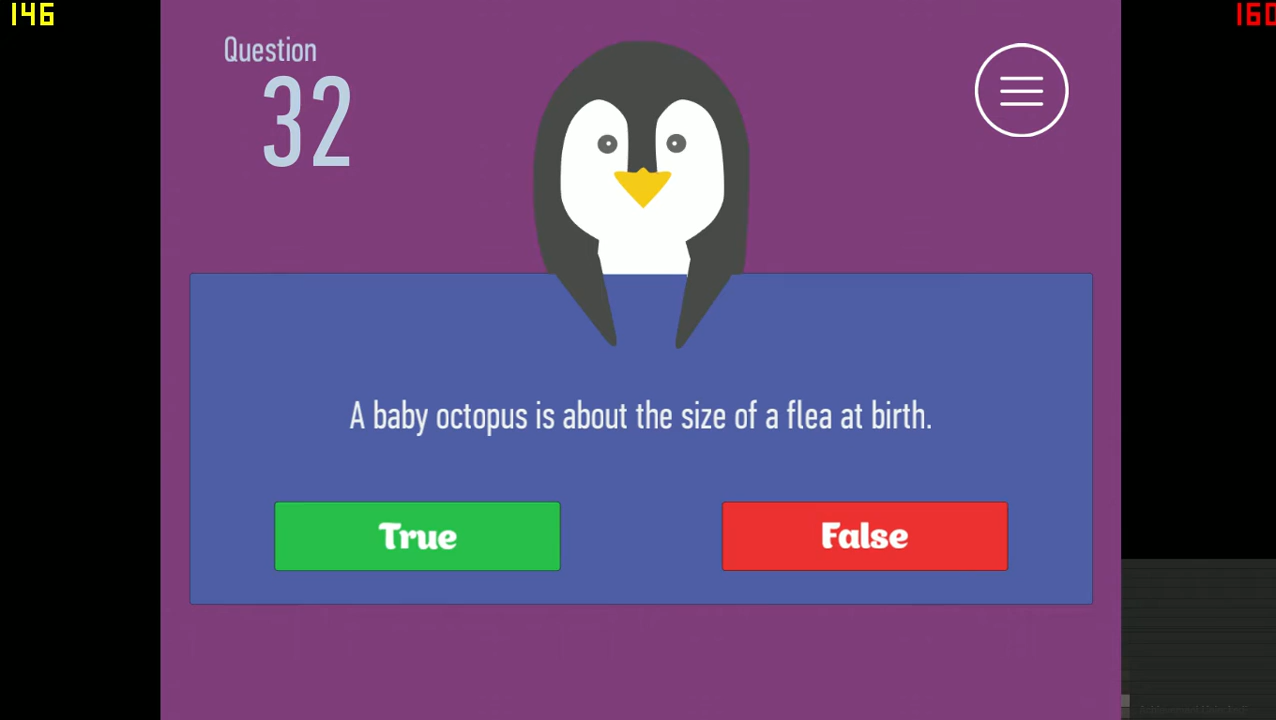 146
160
Question
32
A baby octopus is about the size of a flea at birth.
True
False